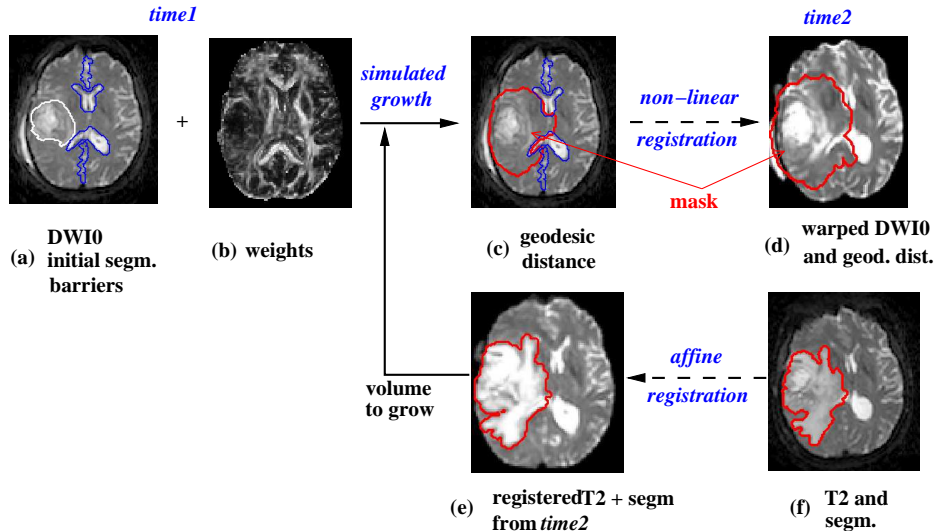 time1
time2
simulated
growth
non-linear
registration
+
mask
(a) DWI0
initial segm.
barriers
(b) weights
(c) geodesic
distance
(d) warped DWI0
and geod. dist.
volume
to grow
affine
registration
(e) registeredT2 + segm
from time2
(f) T2 and
segm.